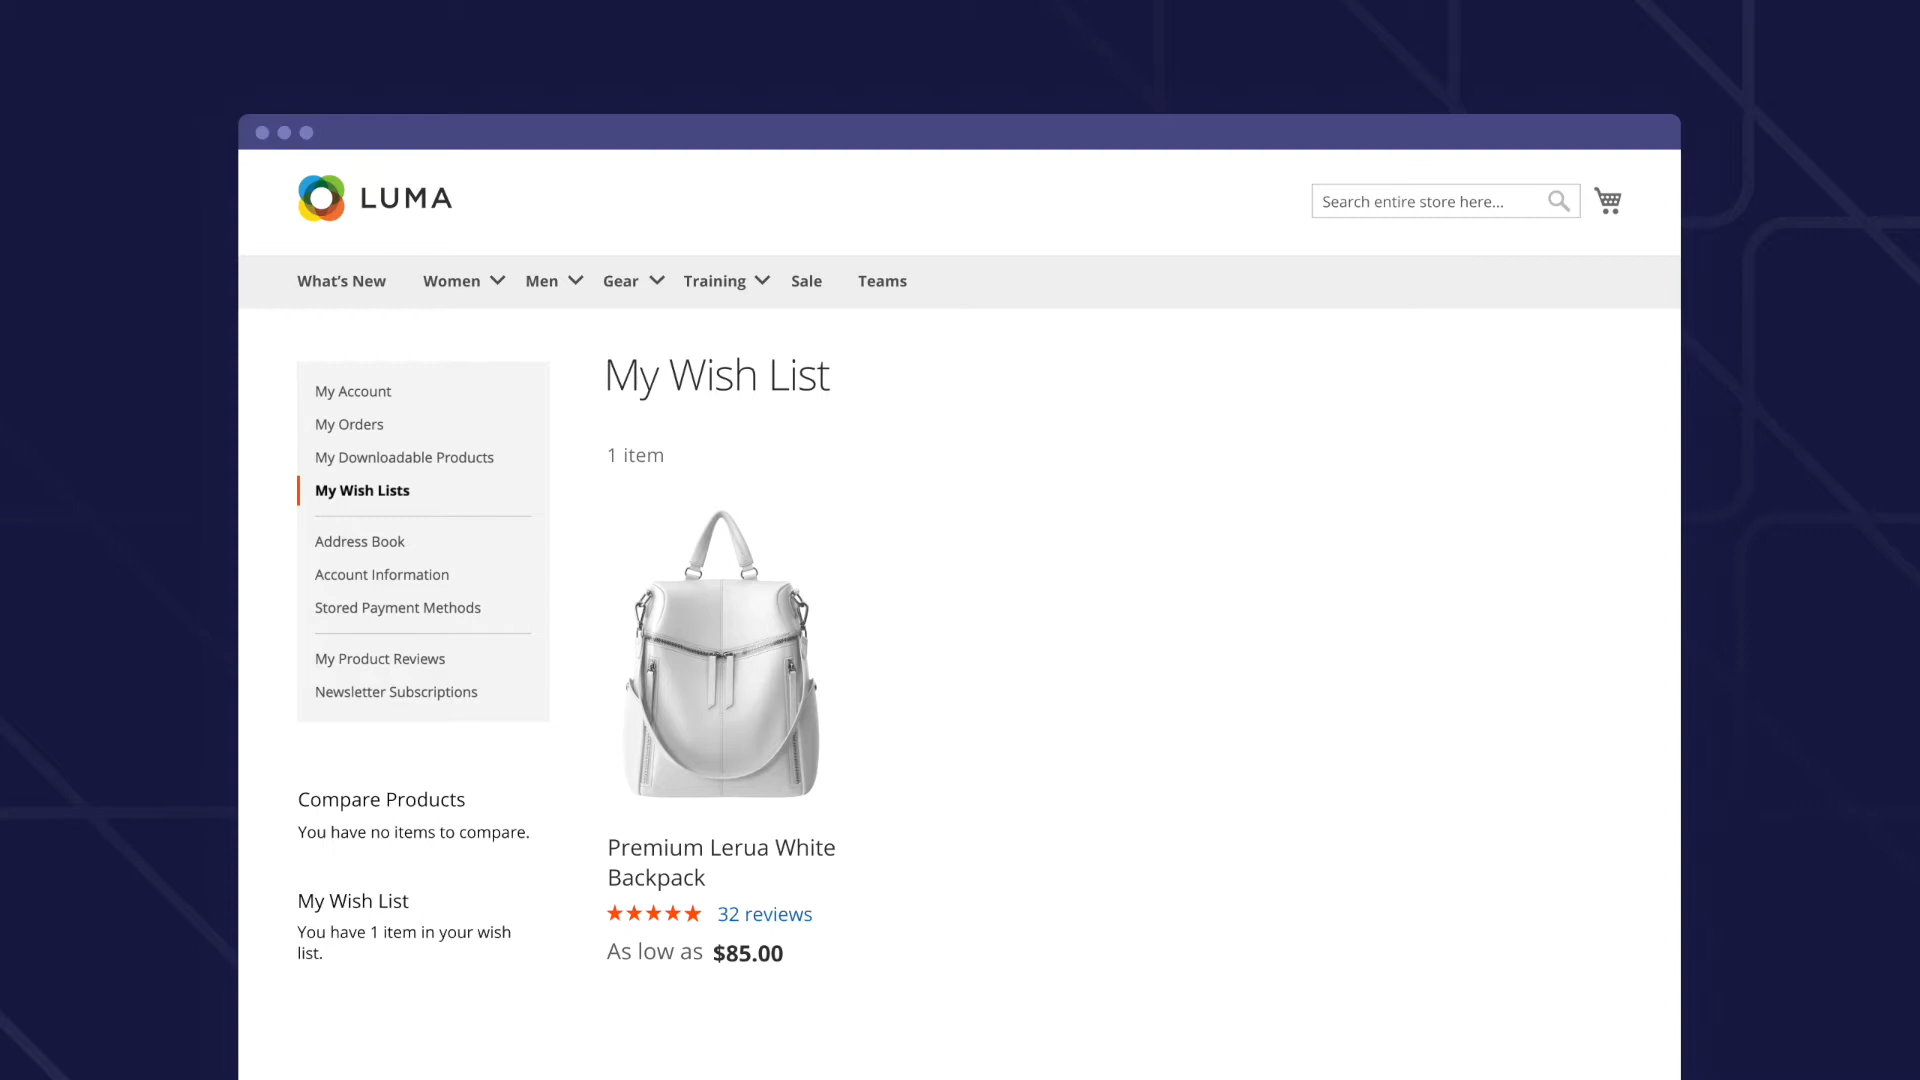 LUMA
Search entire store here...
What’s New Women Men Gear Training Sale Teams
My Account
My Orders
My Downloadable Products
My Wish Lists
Address Book
Account Information
Stored Payment Methods
My Product Reviews
Newsletter Subscriptions
Compare Products
You have no items to compare.
My Wish List
You have 1 item in your wish
list.
My Wish List
1 item
Premium Lerua White
Backpack
32 reviews
As low as $85.00